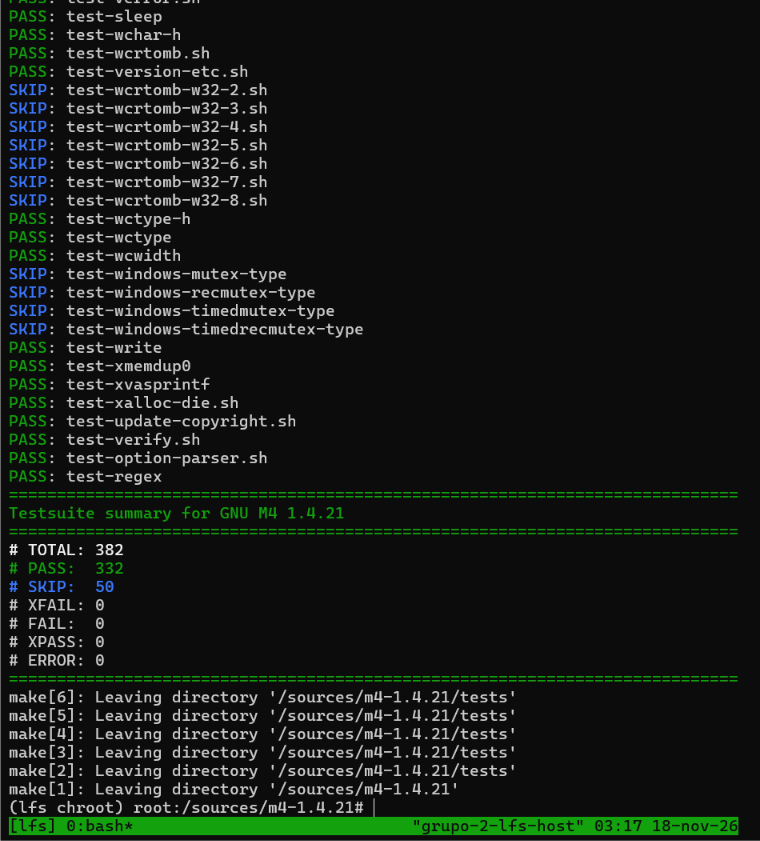 PASS: test-verror.sh
PASS: test-sleep
PASS: test-wchar-h
PASS: test-wcrtomb.sh
PASS: test-version-etc.sh
SKIP: test-wcrtomb-w32-2.sh
SKIP: test-wcrtomb-w32-3.sh
SKIP: test-wcrtomb-w32-4.sh
SKIP: test-wcrtomb-w32-5.sh
SKIP: test-wcrtomb-w32-6.sh
SKIP: test-wcrtomb-w32-7.sh
SKIP: test-wcrtomb-w32-8.sh
PASS: test-wctype-h
PASS: test-wctype
PASS: test-wcwidth
SKIP: test-windows-mutex-type
SKIP: test-windows-recmutex-type
SKIP: test-windows-timedmutex-type
SKIP: test-windows-timedrecmutex-type
PASS: test-write
PASS: test-xmemdup0
PASS: test-xvasprintf
PASS: test-xalloc-die.sh
PASS: test-update-copyright.sh
PASS: test-verify.sh
PASS: test-option-parser.sh
PASS: test-regex
============================================================================
Testsuite summary for GNU M4 1.4.21
============================================================================
# TOTAL: 382
# PASS:  332
# SKIP:  50
# XFAIL: 0
# FAIL:  0
# XPASS: 0
# ERROR: 0
============================================================================
make[6]: Leaving directory '/sources/m4-1.4.21/tests'
make[5]: Leaving directory '/sources/m4-1.4.21/tests'
make[4]: Leaving directory '/sources/m4-1.4.21/tests'
make[3]: Leaving directory '/sources/m4-1.4.21/tests'
make[2]: Leaving directory '/sources/m4-1.4.21/tests'
make[1]: Leaving directory '/sources/m4-1.4.21'
(lfs chroot) root:/sources/m4-1.4.21#
[lfs] 0:bash* "grupo-2-lfs-host" 03:17 18-nov-26